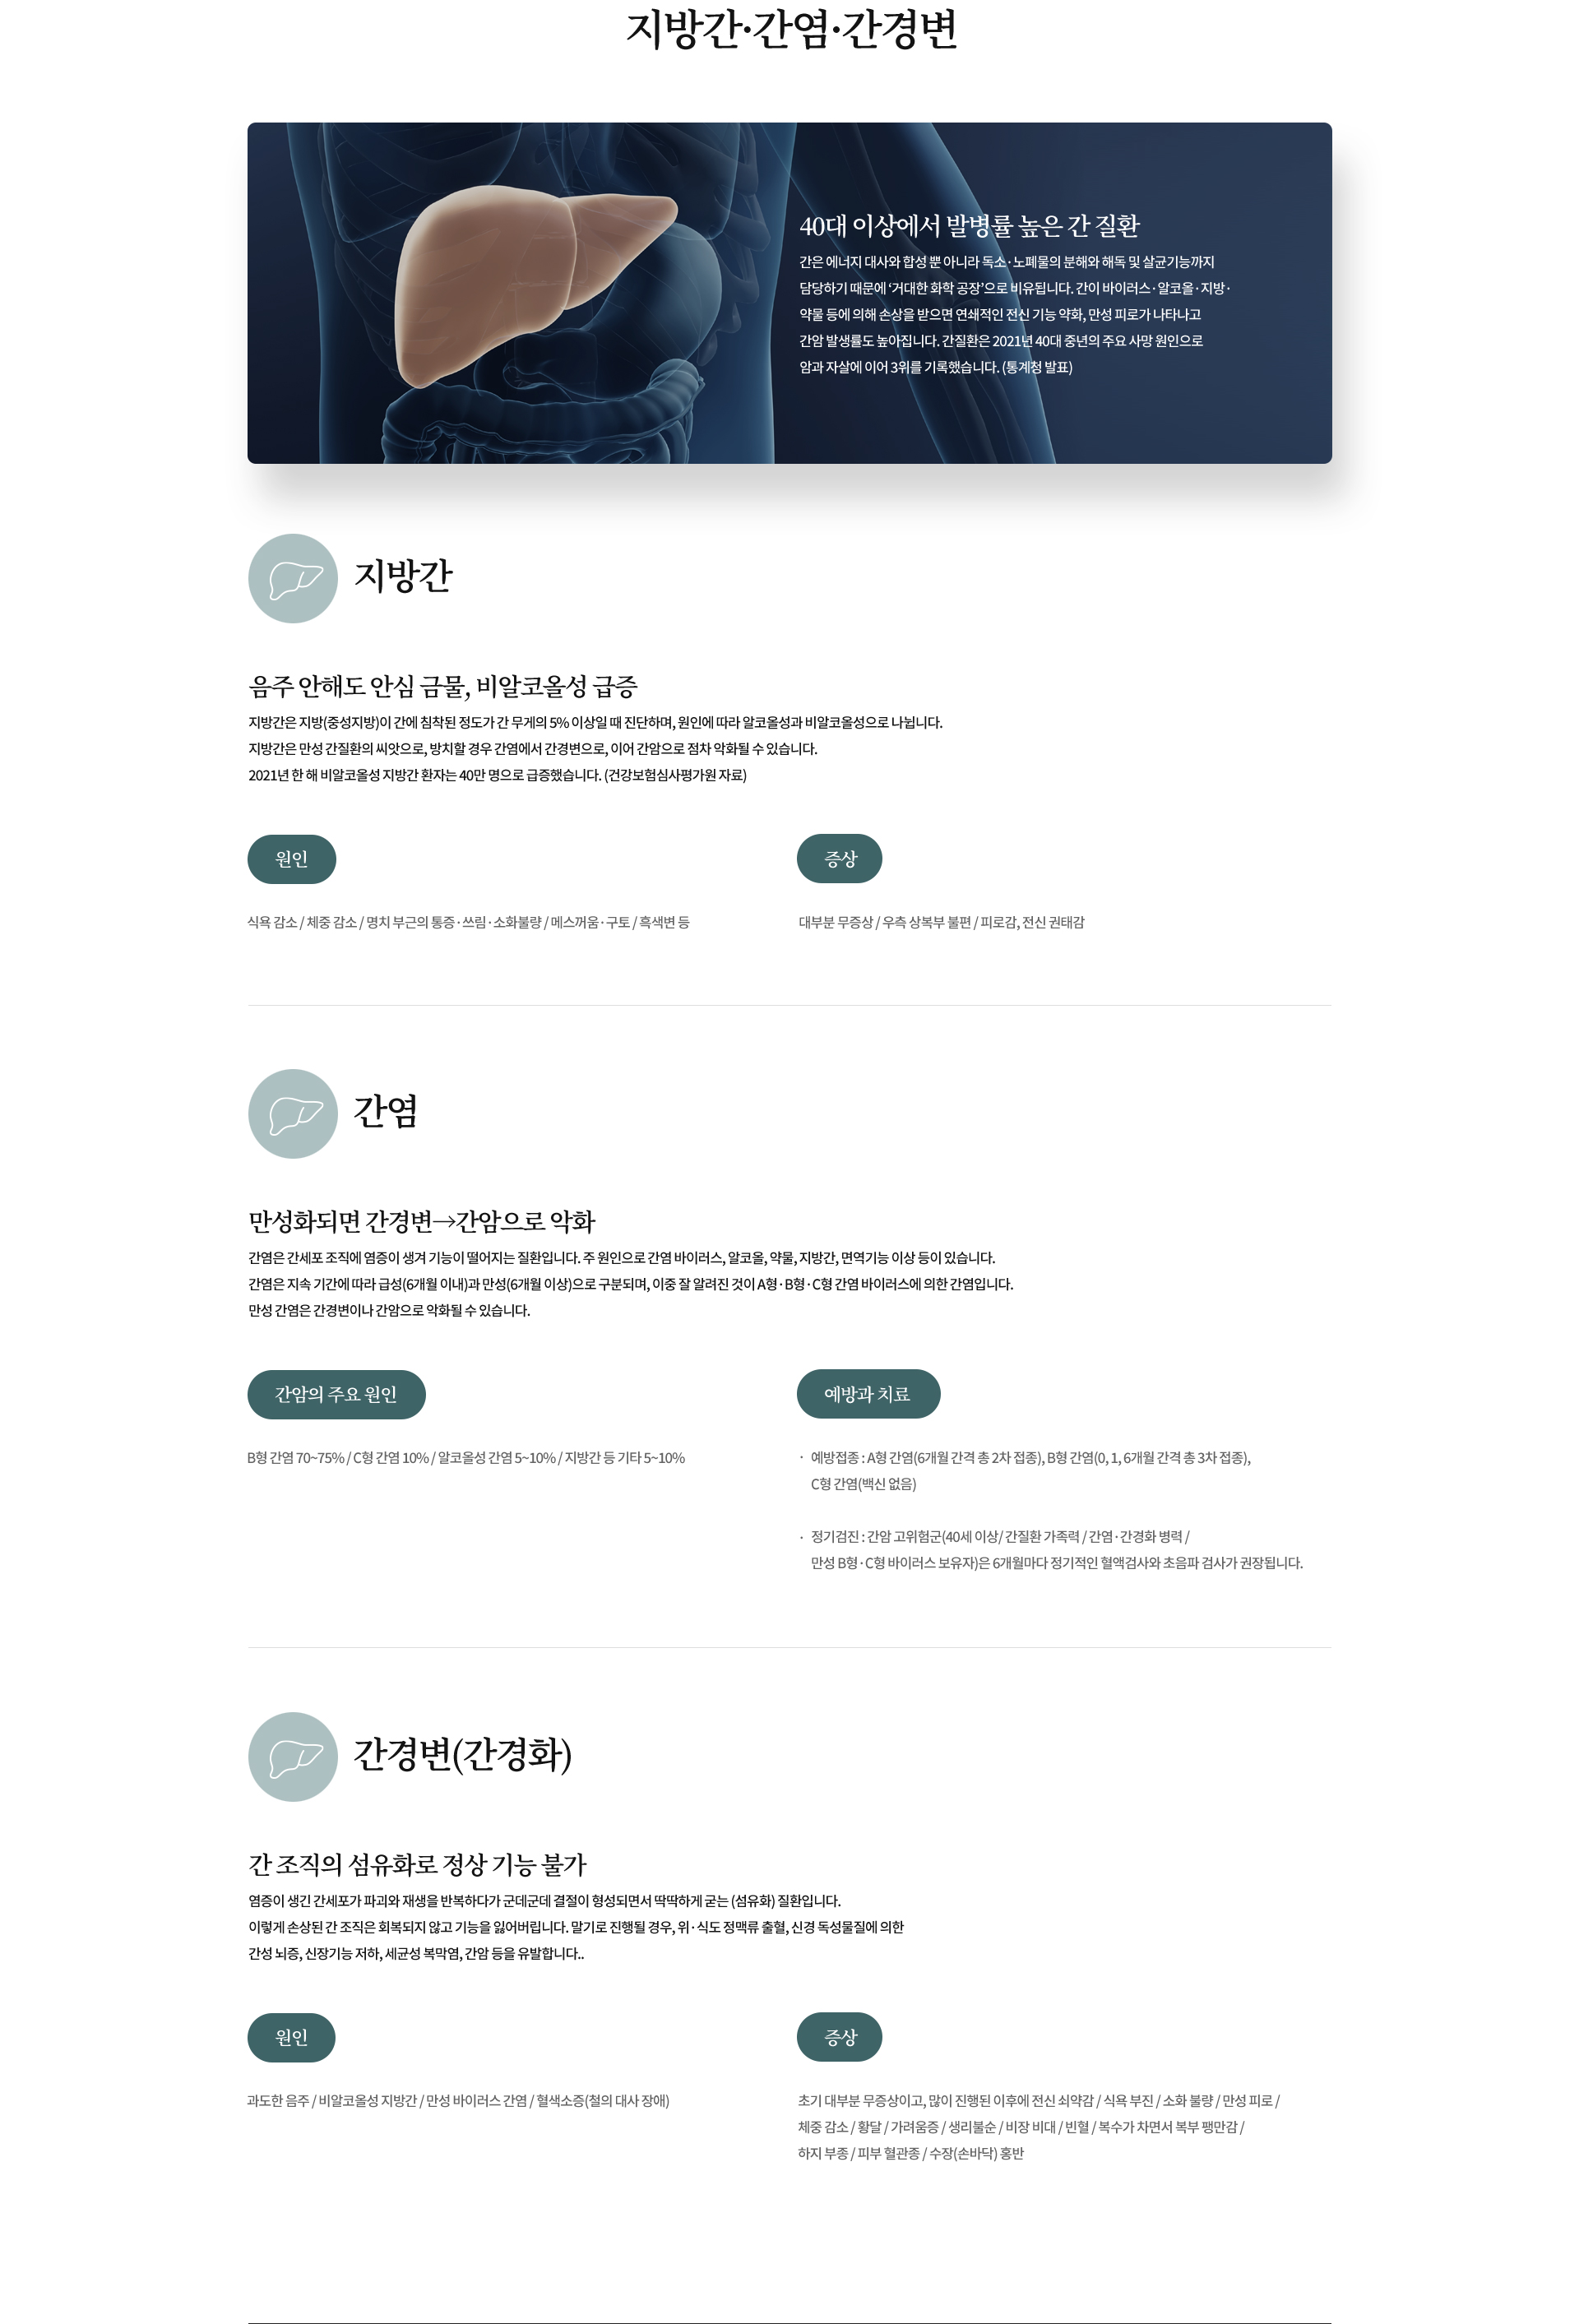 지방간·간염·간경변
40대 이상에서 발병률 높은 간 질환
간은 에너지 대사와 합성 뿐 아니라 독소·노폐물의 분해와 해독 및 살균기능까지
담당하기 때문에 ‘거대한 화학 공장’으로 비유됩니다. 간이 바이러스·알코올·지방·
약물 등에 의해 손상을 받으면 연쇄적인 전신 기능 약화, 만성 피로가 나타나고
간암 발생률도 높아집니다. 간질환은 2021년 40대 중년의 주요 사망 원인으로
암과 자살에 이어 3위를 기록했습니다. (통계청 발표)
지방간
음주 안해도 안심 금물, 비알코올성 급증
지방간은 지방(중성지방)이 간에 침착된 정도가 간 무게의 5% 이상일 때 진단하며, 원인에 따라 알코올성과 비알코올성으로 나뉩니다.
지방간은 만성 간질환의 씨앗으로, 방치할 경우 간염에서 간경변으로, 이어 간암으로 점차 악화될 수 있습니다.
2021년 한 해 비알코올성 지방간 환자는 40만 명으로 급증했습니다. (건강보험심사평가원 자료)
원인
식욕 감소 / 체중 감소 / 명치 부근의 통증·쓰림·소화불량 / 메스꺼움·구토 / 흑색변 등
증상
대부분 무증상 / 우측 상복부 불편 / 피로감, 전신 권태감
간염
만성화되면 간경변→간암으로 악화
간염은 간세포 조직에 염증이 생겨 기능이 떨어지는 질환입니다. 주 원인으로 간염 바이러스, 알코올, 약물, 지방간, 면역기능 이상 등이 있습니다.
간염은 지속 기간에 따라 급성(6개월 이내)과 만성(6개월 이상)으로 구분되며, 이중 잘 알려진 것이 A형·B형·C형 간염 바이러스에 의한 간염입니다.
만성 간염은 간경변이나 간암으로 악화될 수 있습니다.
간암의 주요 원인
B형 간염 70~75% / C형 간염 10% / 알코올성 간염 5~10% / 지방간 등 기타 5~10%
예방과 치료
· 예방접종 : A형 간염(6개월 간격 총 2차 접종), B형 간염(0, 1, 6개월 간격 총 3차 접종),
C형 간염(백신 없음)
· 정기검진 : 간암 고위험군(40세 이상/ 간질환 가족력 / 간염·간경화 병력 /
만성 B형·C형 바이러스 보유자)은 6개월마다 정기적인 혈액검사와 초음파 검사가 권장됩니다.
간경변(간경화)
간 조직의 섬유화로 정상 기능 불가
염증이 생긴 간세포가 파괴와 재생을 반복하다가 군데군데 결절이 형성되면서 딱딱하게 굳는 (섬유화) 질환입니다.
이렇게 손상된 간 조직은 회복되지 않고 기능을 잃어버립니다. 말기로 진행될 경우, 위·식도 정맥류 출혈, 신경 독성물질에 의한
간성 뇌증, 신장기능 저하, 세균성 복막염, 간암 등을 유발합니다..
원인
과도한 음주 / 비알코올성 지방간 / 만성 바이러스 간염 / 혈색소증(철의 대사 장애)
증상
초기 대부분 무증상이고, 많이 진행된 이후에 전신 쇠약감 / 식욕 부진 / 소화 불량 / 만성 피로 /
체중 감소 / 황달 / 가려움증 / 생리불순 / 비장 비대 / 빈혈 / 복수가 차면서 복부 팽만감 /
하지 부종 / 피부 혈관종 / 수장(손바닥) 홍반